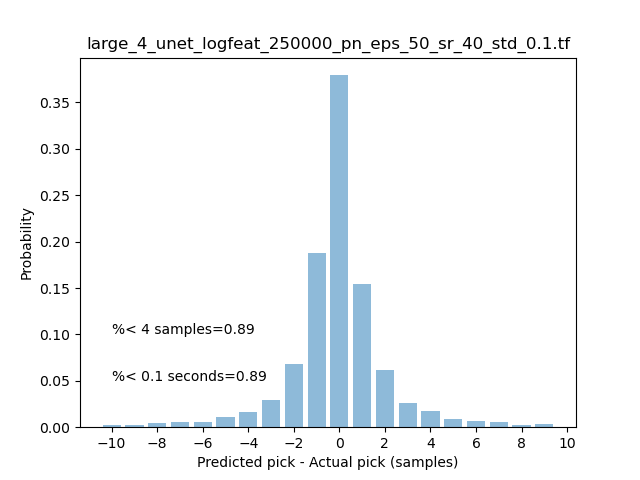 large_4_unet_logfeat_250000_pn_eps_50_sr_40_std_0.1.tf
0.35
0.30
0.25
0.20
0.15
0.10
0.05
0.00
Probability
%< 4 samples=0.89
%< 0.1 seconds=0.89
−10 −8 −6 −4 −2 0 2 4 6 8 10
Predicted pick - Actual pick (samples)